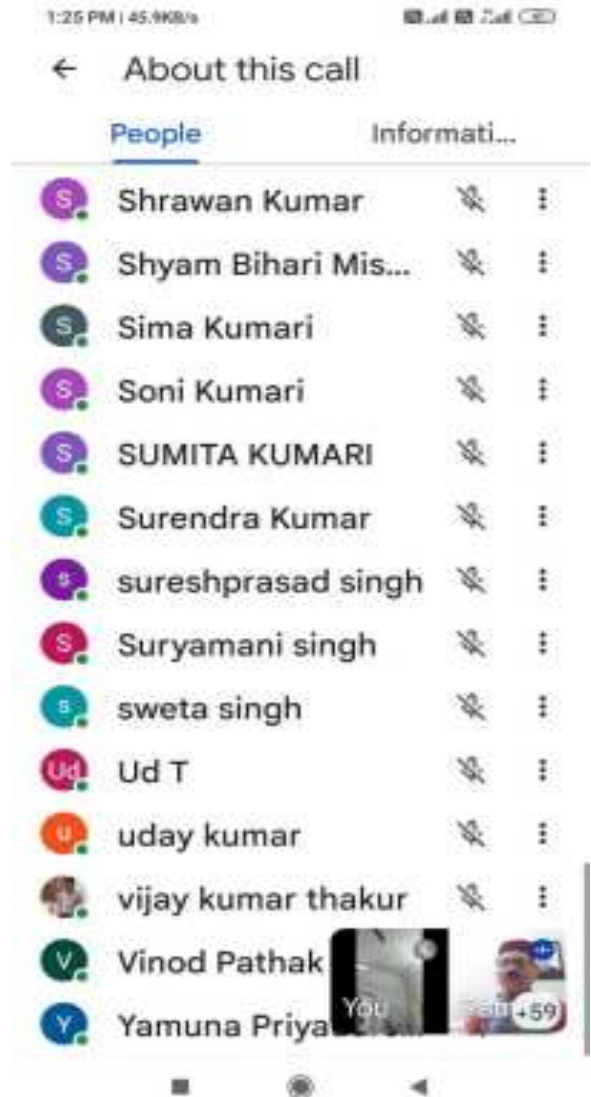 1:25 PM | 45.9KB/s
About this call
People
Informati...
S Shrawan Kumar
S Shyam Bihari Mis...
S Sima Kumari
S Soni Kumari
S SUMITA KUMARI
S Surendra Kumar
s sureshprasad singh
S Suryamani singh
s sweta singh
Ud Ud T
u uday kumar
vijay kumar thakur
V Vinod Pathak
Y Yamuna Priya
You
+59